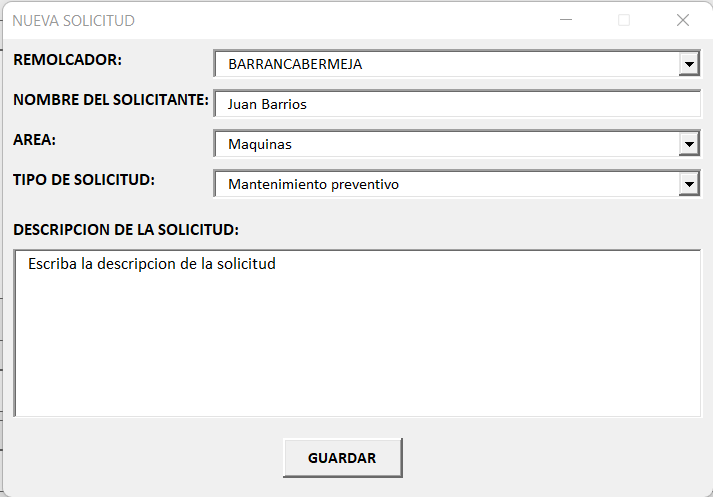 NUEVA SOLICITUD
REMOLCADOR: BARRANCABERMEJA
NOMBRE DEL SOLICITANTE: Juan Barrios
AREA: Maquinas
TIPO DE SOLICITUD: Mantenimiento preventivo
DESCRIPCION DE LA SOLICITUD:
Escriba la descripcion de la solicitud
GUARDAR